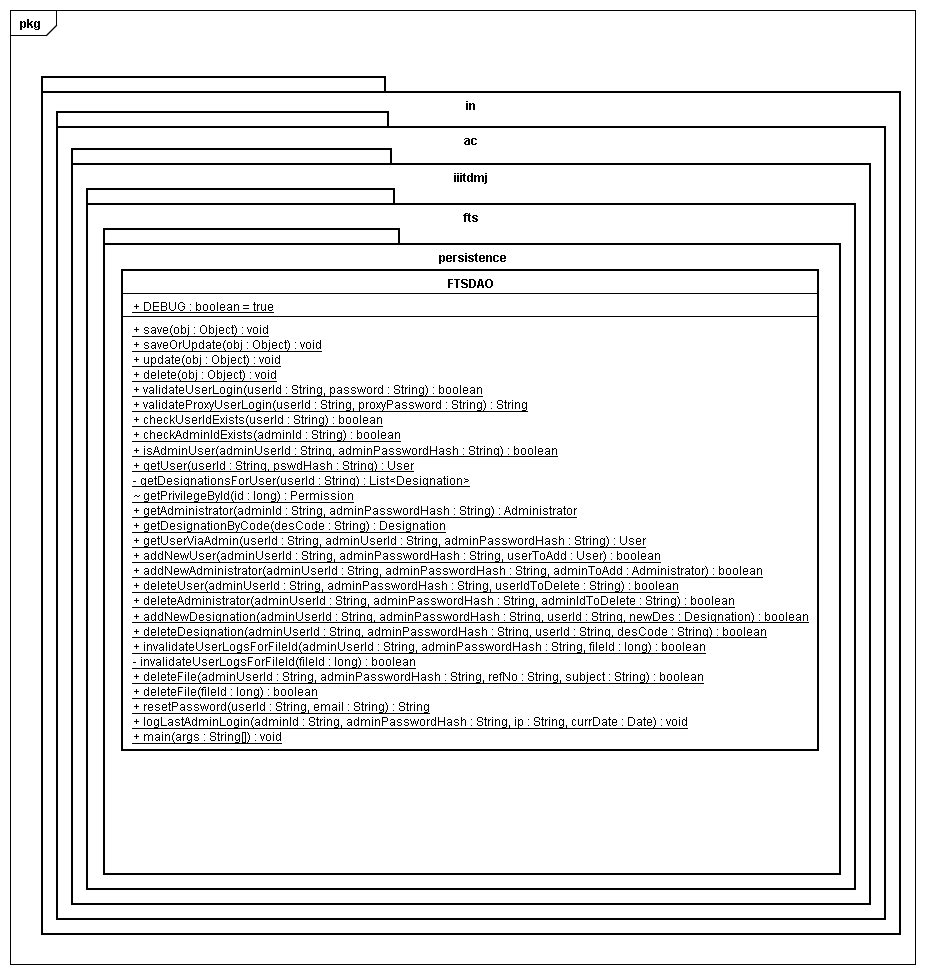 pkg
in
ac
iiitdmj
fts
persistence
FTSDAO
+ DEBUG : boolean = true
+ save(obj : Object) : void
+ saveOrUpdate(obj : Object) : void
+ update(obj : Object) : void
+ delete(obj : Object) : void
+ validateUserLogin(userId : String, password : String) : boolean
+ validateProxyUserLogin(userId : String, proxyPassword : String) : String
+ checkUserIdExists(userId : String) : boolean
+ checkAdminIdExists(adminId : String) : boolean
+ isAdminUser(adminUserId : String, adminPasswordHash : String) : boolean
+ getUser(userId : String, pswdHash : String) : User
- getDesignationsForUser(userId : String) : List<Designation>
~ getPrivilegeById(id : long) : Permission
+ getAdministrator(adminId : String, adminPasswordHash : String) : Administrator
+ getDesignationByCode(desCode : String) : Designation
+ getUserViaAdmin(userId : String, adminUserId : String, adminPasswordHash : String) : User
+ addNewUser(adminUserId : String, adminPasswordHash : String, userToAdd : User) : boolean
+ addNewAdministrator(adminUserId : String, adminPasswordHash : String, adminToAdd : Administrator) : boolean
+ deleteUser(adminUserId : String, adminPasswordHash : String, userIdToDelete : String) : boolean
+ deleteAdministrator(adminUserId : String, adminPasswordHash : String, adminIdToDelete : String) : boolean
+ addNewDesignation(adminUserId : String, adminPasswordHash : String, userId : String, newDes : Designation) : boolean
+ deleteDesignation(adminUserId : String, adminPasswordHash : String, userId : String, desCode : String) : boolean
+ invalidateUserLogsForFileId(adminUserId : String, adminPasswordHash : String, fileId : long) : boolean
- invalidateUserLogsForFileId(fileId : long) : boolean
+ deleteFile(adminUserId : String, adminPasswordHash : String, refNo : String, subject : String) : boolean
+ deleteFile(fileId : long) : boolean
+ resetPassword(userId : String, email : String) : String
+ logLastAdminLogin(adminId : String, adminPasswordHash : String, ip : String, currDate : Date) : void
+ main(args : String[]) : void